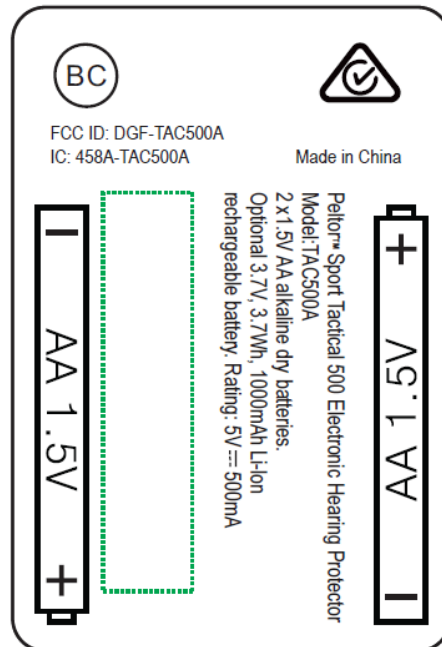 BC
FCC ID: DGF-TAC500A
IC: 458A-TAC500A
Made in China
Peltor™ Sport Tactical 500 Electronic Hearing Protector
Model:TAC500A
2 x1.5V AA alkaline dry batteries.
Optional 3.7V, 3.7Wh, 1000mAh Li-Ion
rechargeable battery. Rating: 5V⎓ 500mA
− AA 1.5V +
+ AA 1.5V −